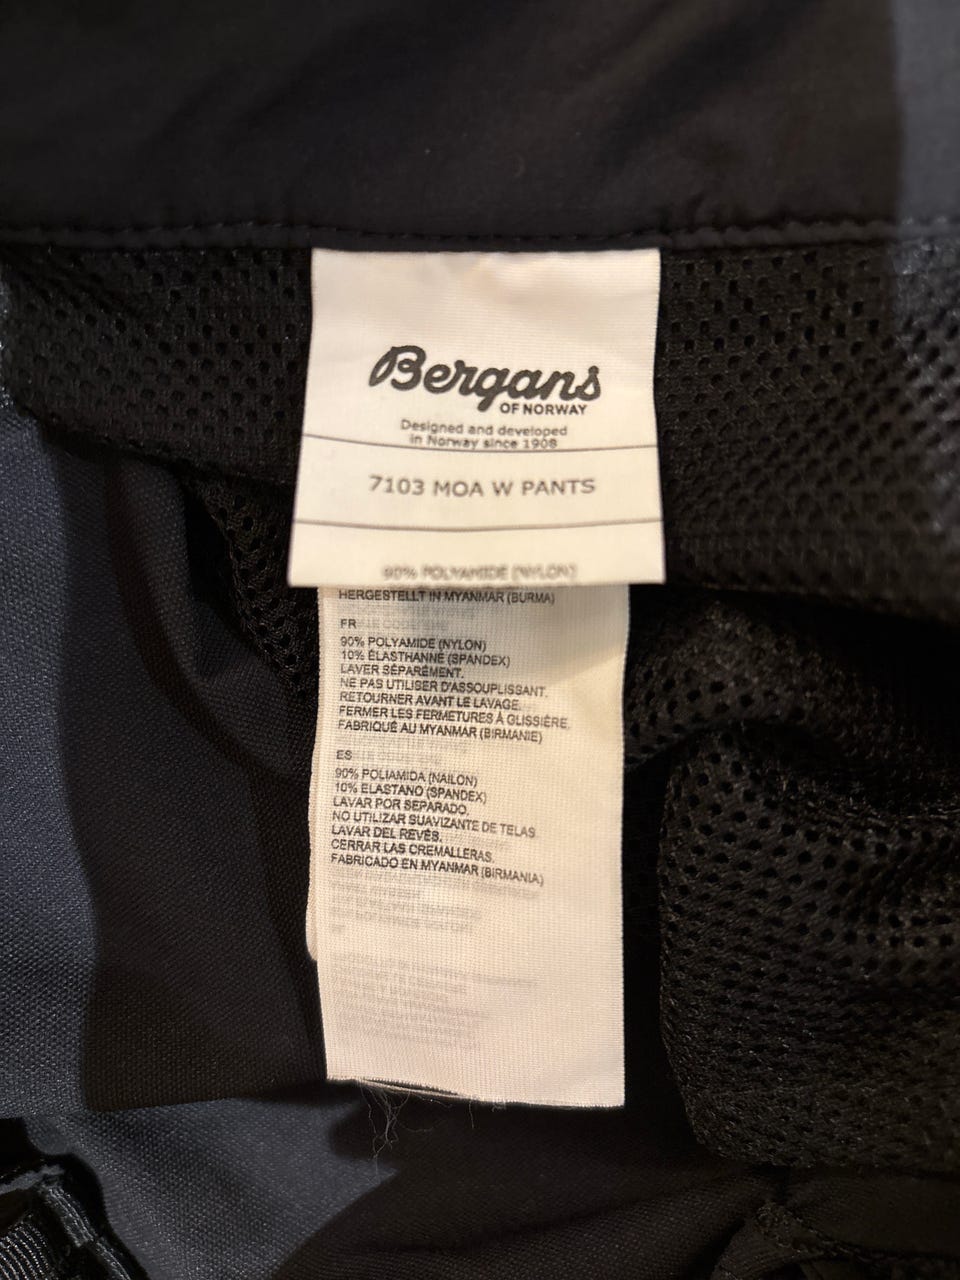 Bergans
OF NORWAY
Designed and developed
in Norway since 1908
7103 MOA W PANTS
90% POLYAMIDE (NYLON)
HERGESTELLT IN MYANMAR (BURMA)
FR
90% POLYAMIDE (NYLON)
10% ÉLASTHANNE (SPANDEX)
LAVER SÉPARÉMENT.
NE PAS UTILISER D'ASSOUPLISSANT.
RETOURNER AVANT LE LAVAGE.
FERMER LES FERMETURES À GLISSIÈRE.
FABRIQUÉ AU MYANMAR (BIRMANIE)
ES
90% POLIAMIDA (NAILON)
10% ELASTANO (SPANDEX)
LAVAR POR SEPARADO.
NO UTILIZAR SUAVIZANTE DE TELAS.
LAVAR DEL REVÉS.
CERRAR LAS CREMALLERAS.
FABRICADO EN MYANMAR (BIRMANIA)